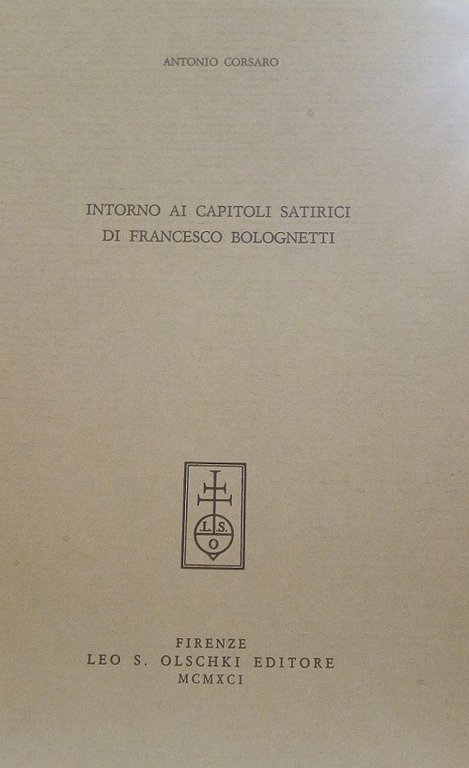 ANTONIO CORSARO
INTORNO AI CAPITOLI SATIRICI
DI FRANCESCO BOLOGNETTI
.L. S.
O
FIRENZE
LEO S. OLSCHKI EDITORE
MCMXCI